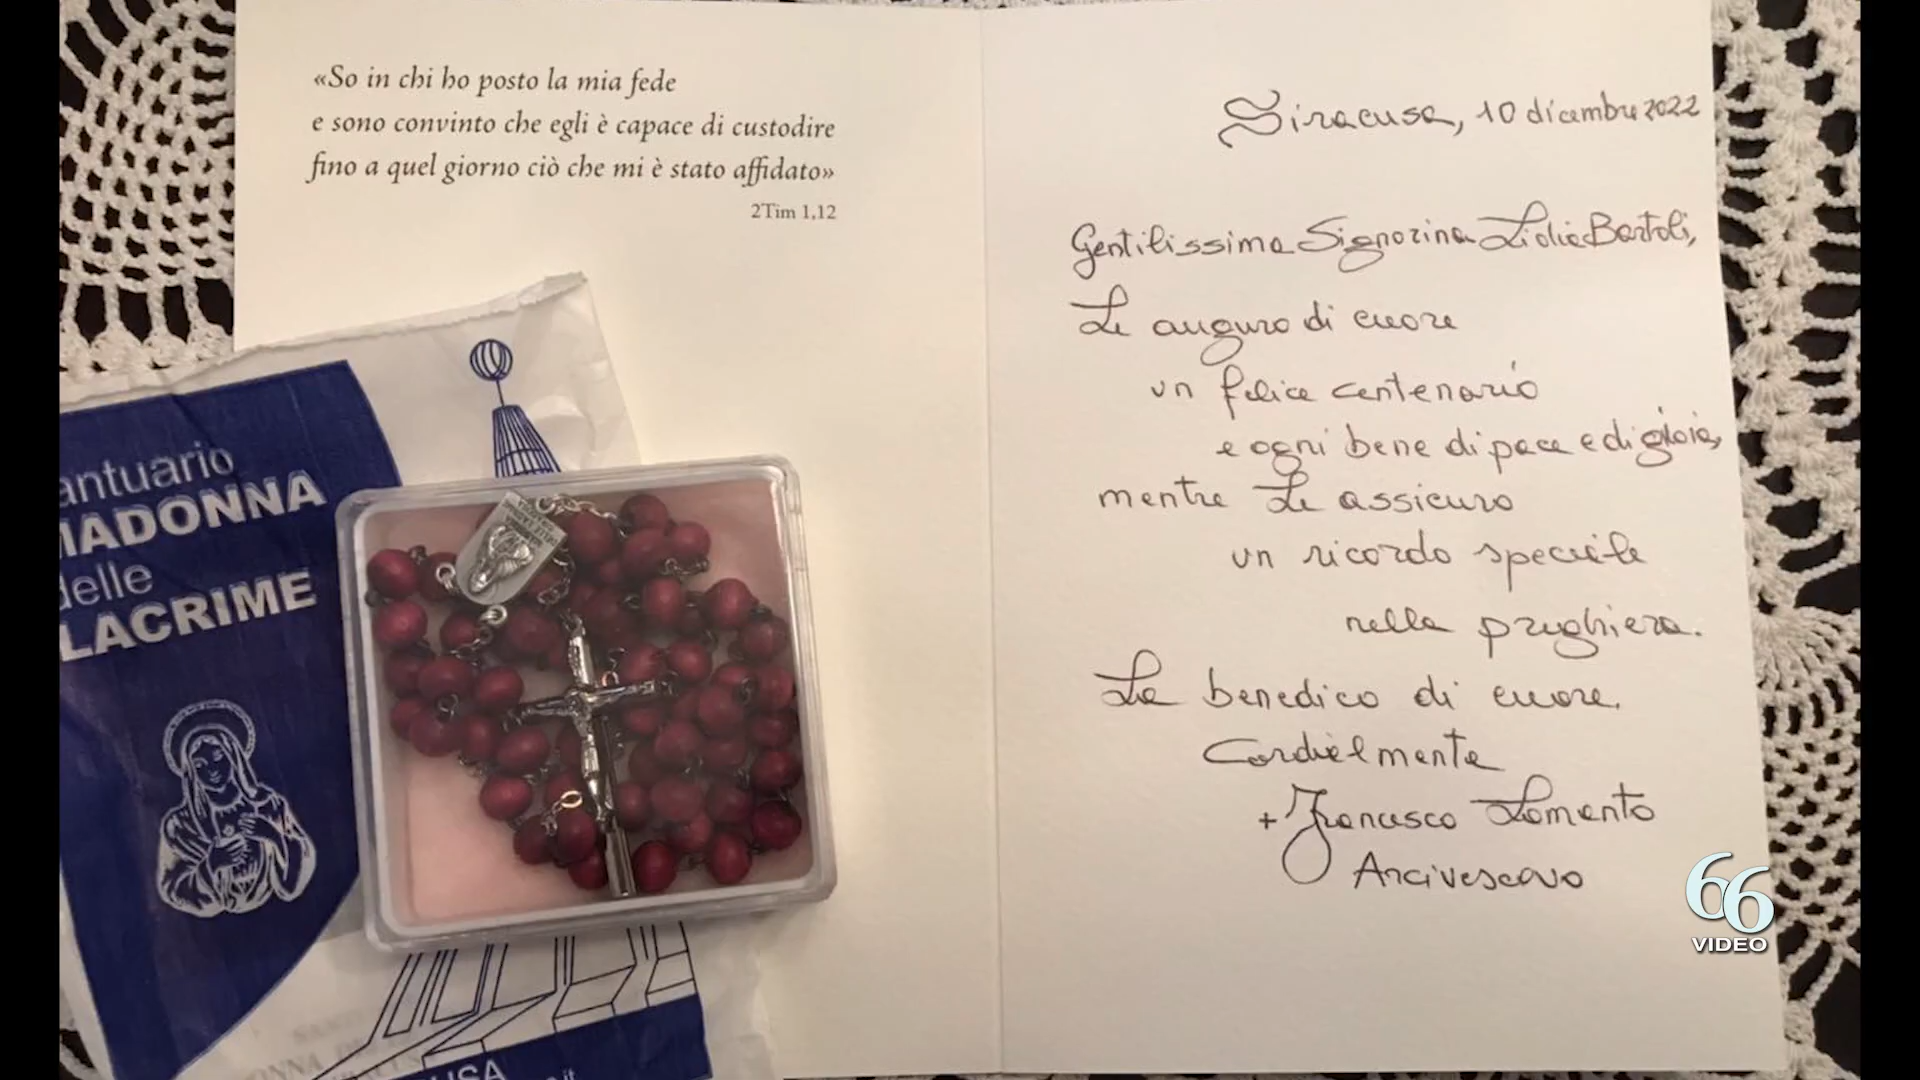 «So in chi ho posto la mia fede
e sono convinto che egli è capace di custodire
fino a quel giorno ciò che mi è stato affidato»
2Tim 1,12
Siracusa, 10 dicembre 2022
Gentilissima Signorina Lidia Bartoli,
Le auguro di cuore
un felice centenario
e ogni bene di pace e di gioia,
mentre Le assicuro
un ricordo speciale
nella preghiera.
La benedico di cuore.
Cordialmente
+ Francesco Lomanto
Arcivescovo
antuario
MADONNA
delle
LACRIME
USA
.it
66
VIDEO